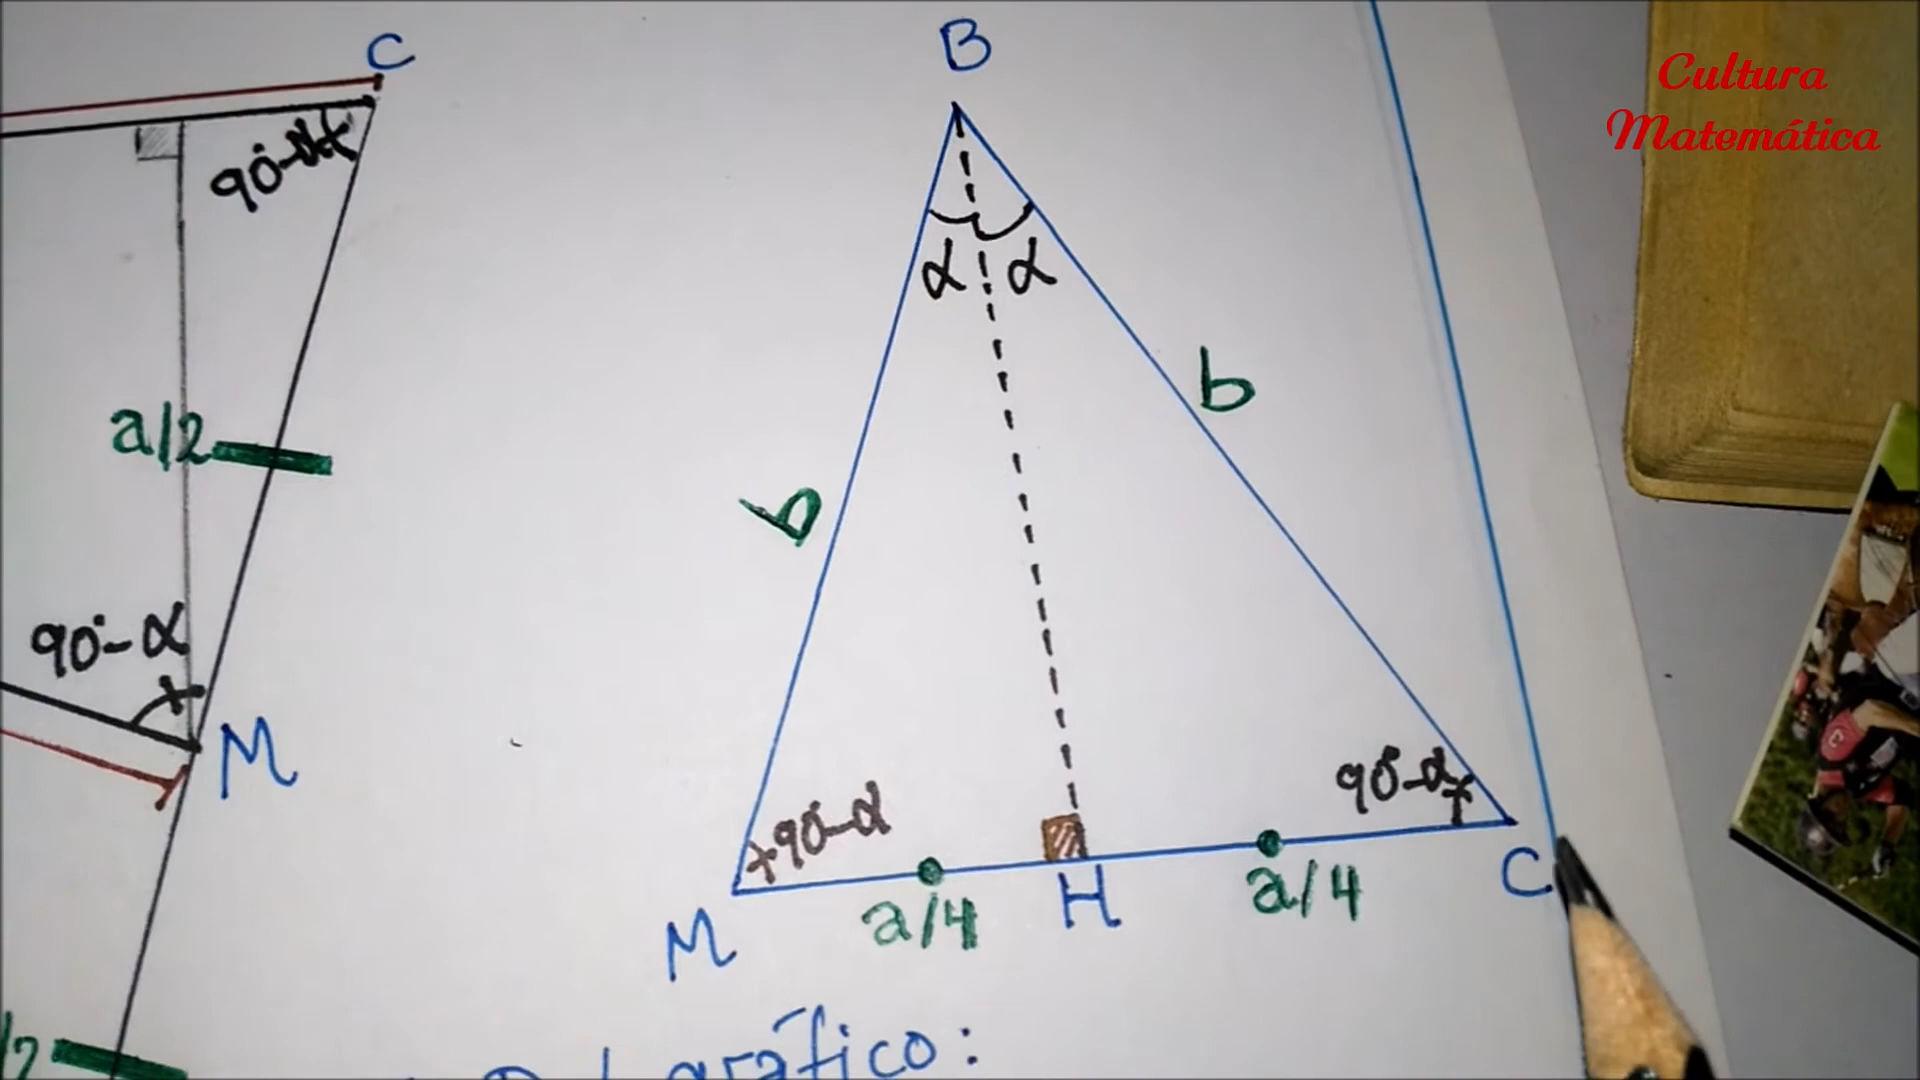 Cultura
Matemática
C
90°-α
a/2
90°-α
M
B
α α
b
b
90°-α
90°-α
M
a/4
H
a/4
C
gráfico: